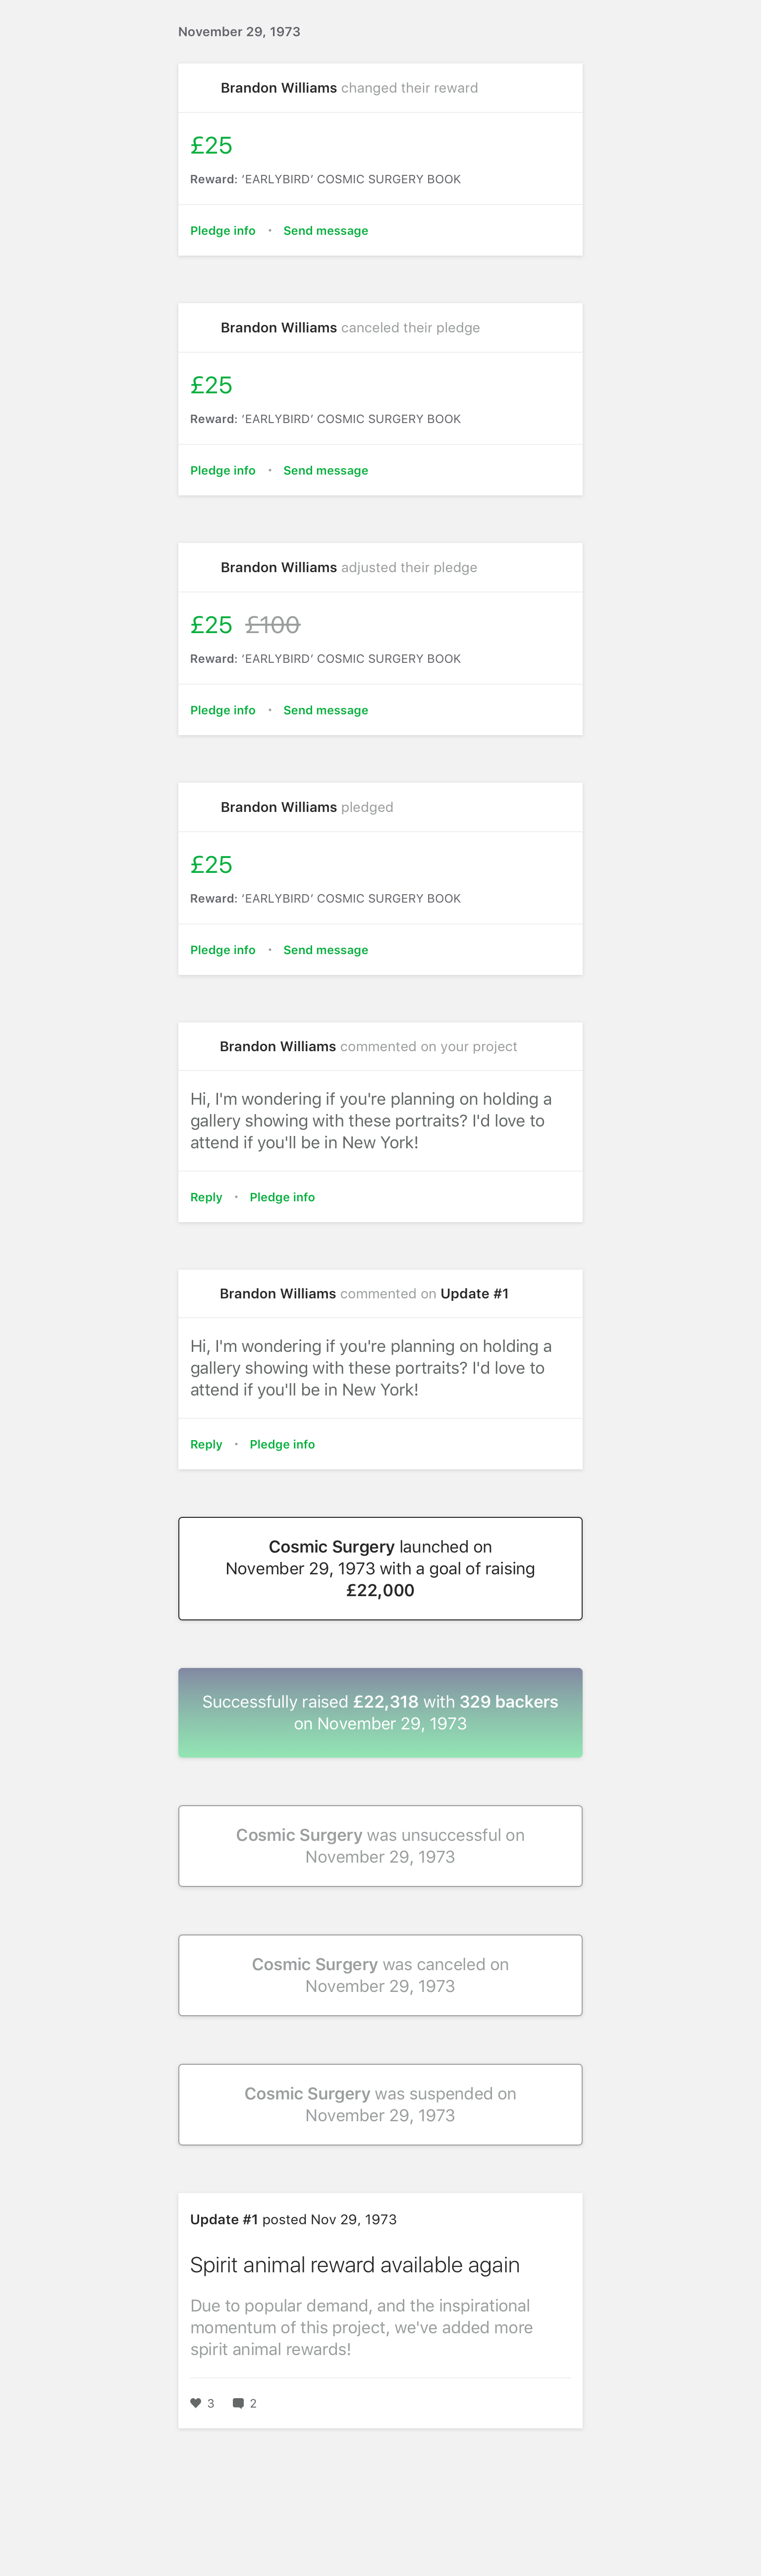 November 29, 1973
Brandon Williams changed their reward
£25
Reward: ‘EARLYBIRD’ COSMIC SURGERY BOOK
Pledge info • Send message
Brandon Williams canceled their pledge
£25
Reward: ‘EARLYBIRD’ COSMIC SURGERY BOOK
Pledge info • Send message
Brandon Williams adjusted their pledge
£25 £100
Reward: ‘EARLYBIRD’ COSMIC SURGERY BOOK
Pledge info • Send message
Brandon Williams pledged
£25
Reward: ‘EARLYBIRD’ COSMIC SURGERY BOOK
Pledge info • Send message
Brandon Williams commented on your project
Hi, I'm wondering if you're planning on holding a
gallery showing with these portraits? I'd love to
attend if you'll be in New York!
Reply • Pledge info
Brandon Williams commented on Update #1
Hi, I'm wondering if you're planning on holding a
gallery showing with these portraits? I'd love to
attend if you'll be in New York!
Reply • Pledge info
Cosmic Surgery launched on
November 29, 1973 with a goal of raising
£22,000
Successfully raised £22,318 with 329 backers
on November 29, 1973
Cosmic Surgery was unsuccessful on
November 29, 1973
Cosmic Surgery was canceled on
November 29, 1973
Cosmic Surgery was suspended on
November 29, 1973
Update #1 posted Nov 29, 1973
Spirit animal reward available again
Due to popular demand, and the inspirational
momentum of this project, we've added more
spirit animal rewards!
3 2